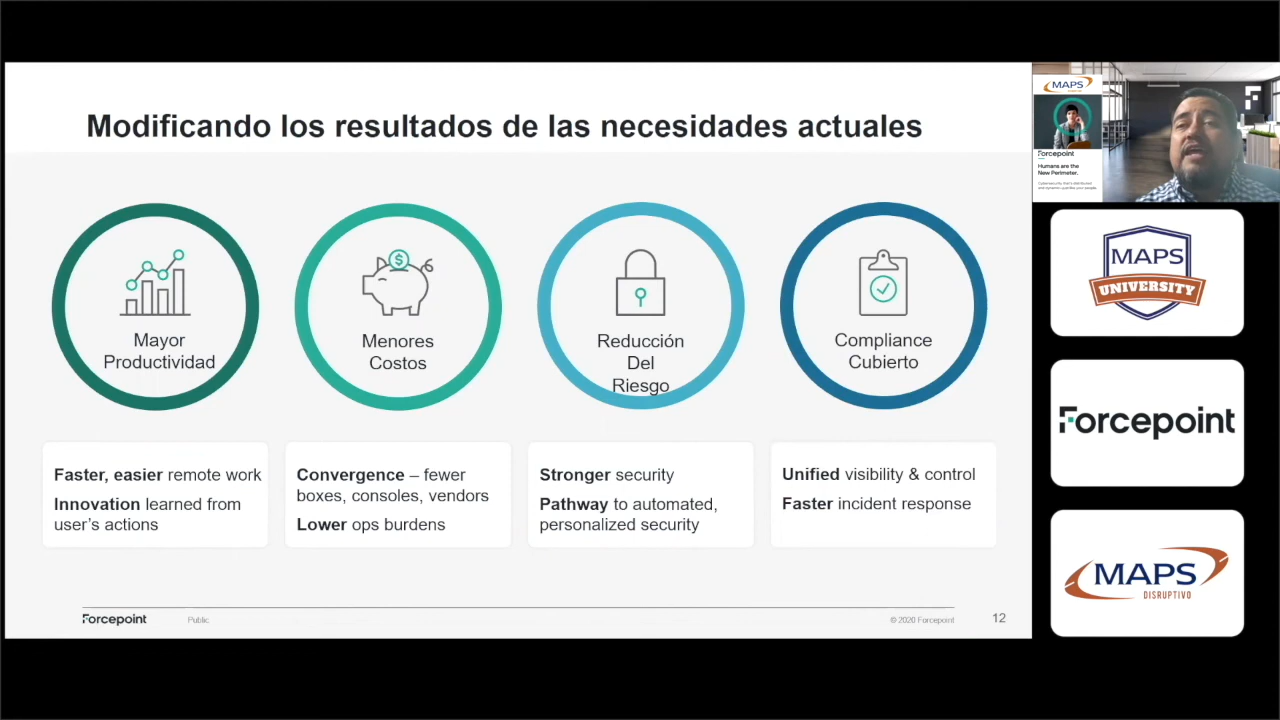 Modificando los resultados de las necesidades actuales
Mayor
Productividad
Menores
Costos
Reducción
Del
Riesgo
Compliance
Cubierto
Faster, easier remote work
Innovation learned from
user's actions
Convergence – fewer
boxes, consoles, vendors
Lower ops burdens
Stronger security
Pathway to automated,
personalized security
Unified visibility & control
Faster incident response
Forcepoint
Public
© 2020 Forcepoint
12
MAPS
Forcepoint
Humans are the
New Perimeter.
MAPS
UNIVERSITY
Forcepoint
MAPS
DISRUPTIVO